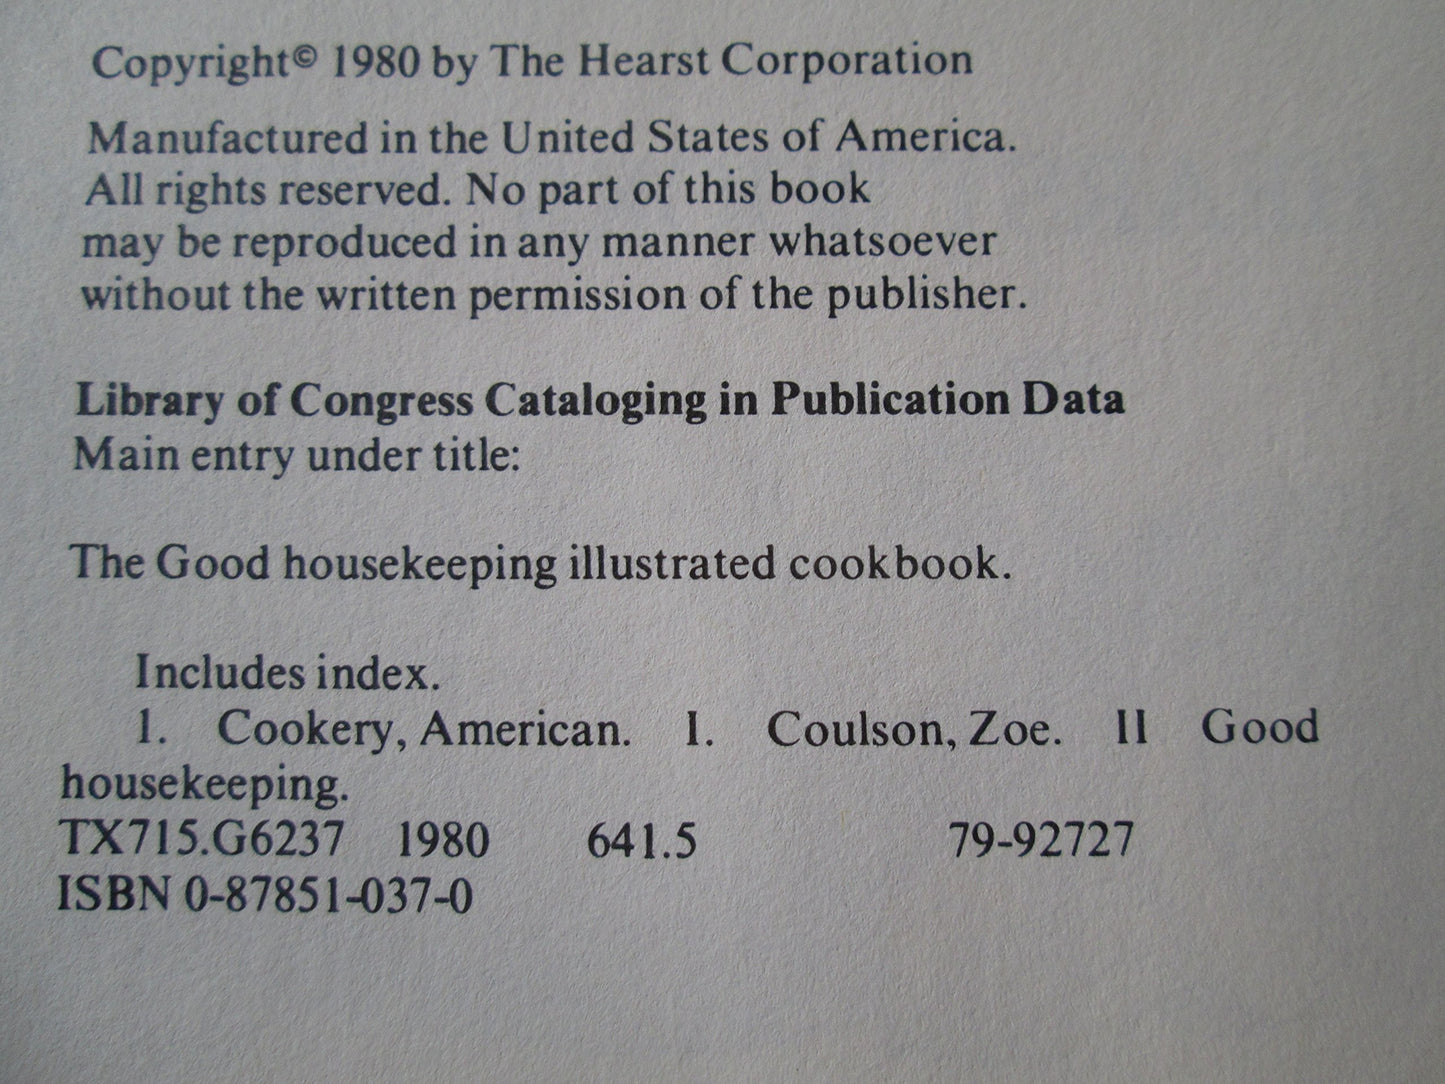 Copyright© 1980 by The Hearst Corporation
Manufactured in the United States of America.
All rights reserved. No part of this book
may be reproduced in any manner whatsoever
without the written permission of the publisher.
Library of Congress Cataloging in Publication Data
Main entry under title:
The Good housekeeping illustrated cookbook.
Includes index.
1. Cookery, American. I. Coulson, Zoe. II Good
housekeeping.
TX715.G6237 1980 641.5 79-92727
ISBN 0-87851-037-0